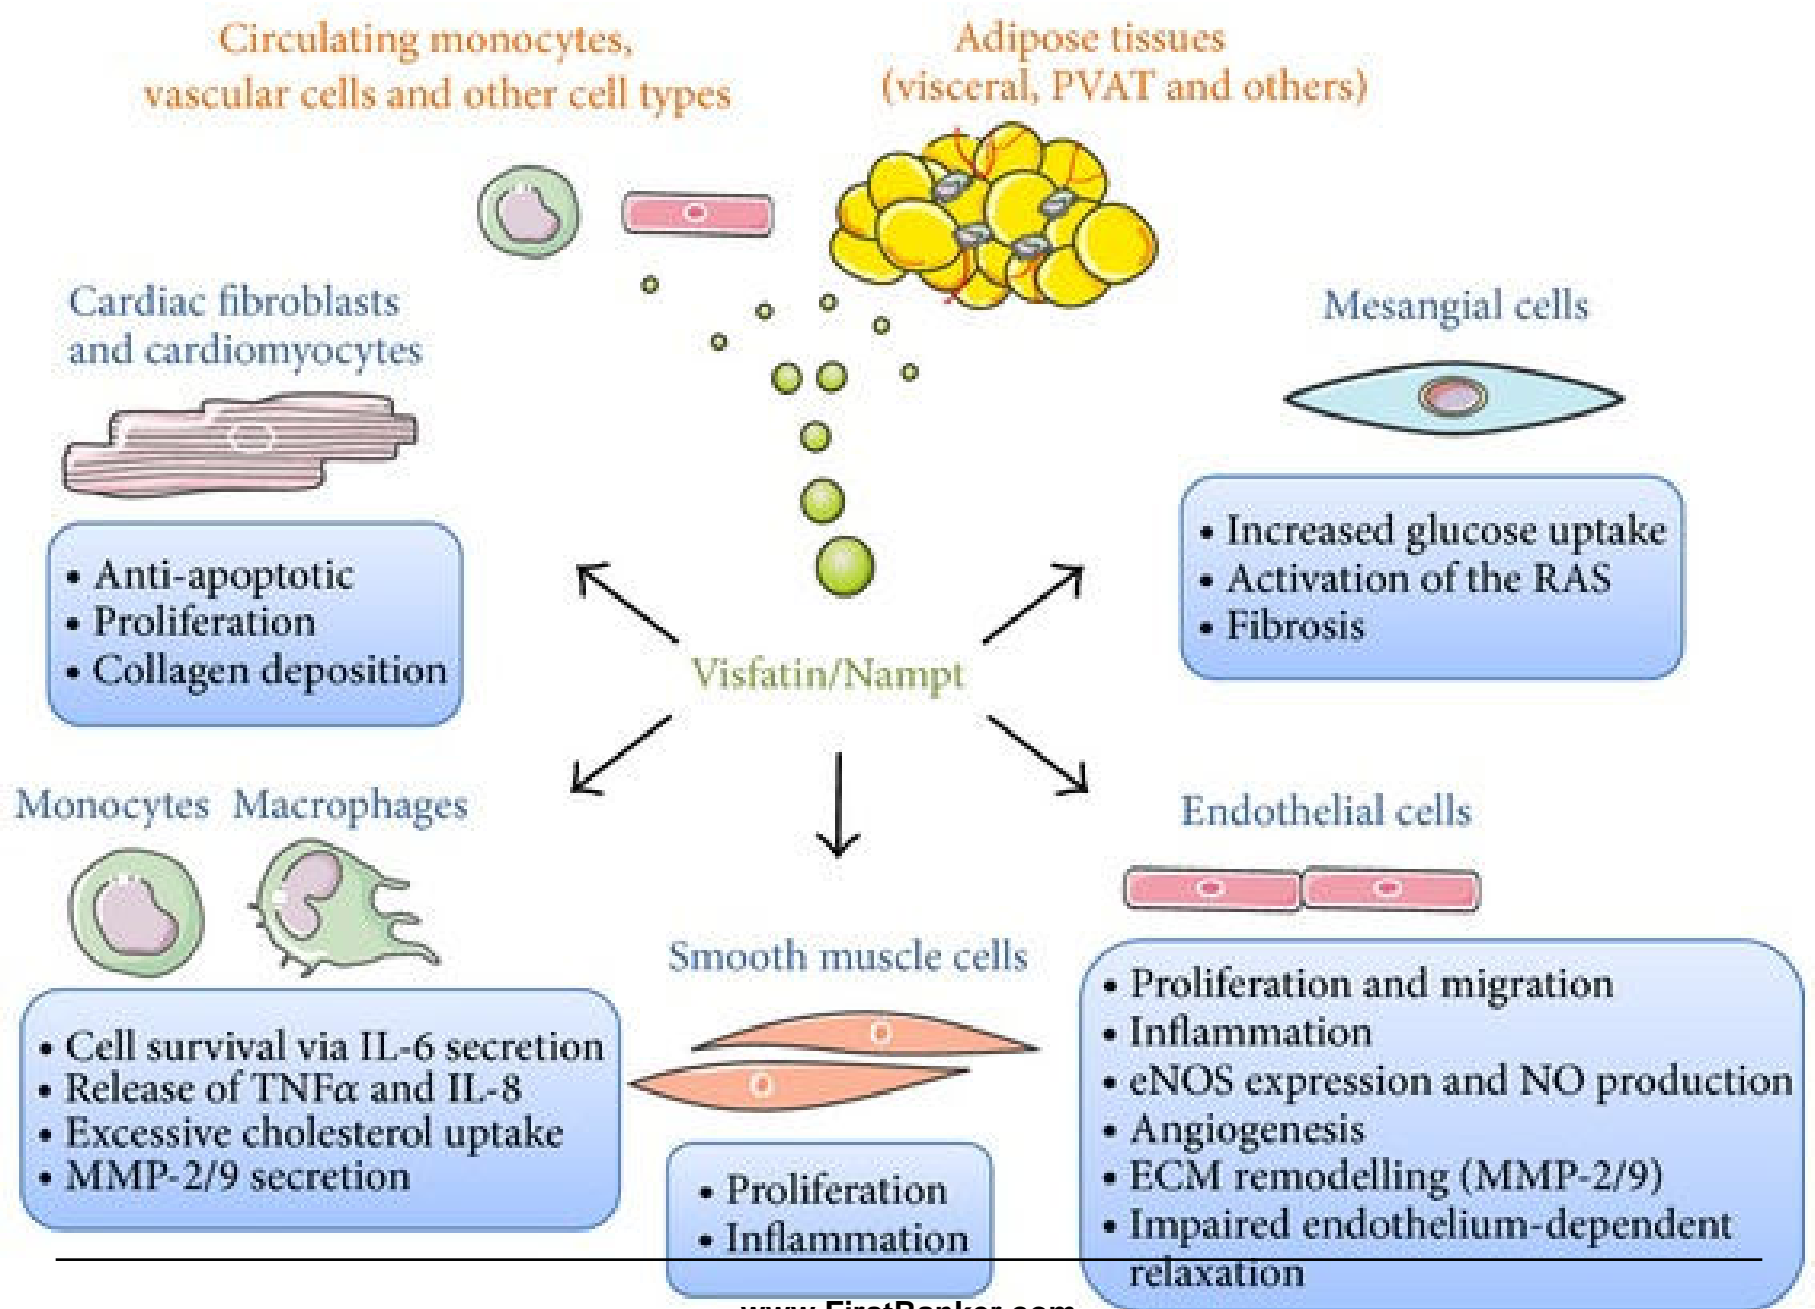 Circulating monocytes,
vascular cells and other cell types
Adipose tissues
(visceral, PVAT and others)
Cardiac fibroblasts
and cardiomyocytes
• Anti-apoptotic
• Proliferation
• Collagen deposition
Mesangial cells
• Increased glucose uptake
• Activation of the RAS
• Fibrosis
Visfatin/Nampt
Monocytes Macrophages
• Cell survival via IL-6 secretion
• Release of TNFα and IL-8
• Excessive cholesterol uptake
• MMP-2/9 secretion
Smooth muscle cells
• Proliferation
• Inflammation
Endothelial cells
• Proliferation and migration
• Inflammation
• eNOS expression and NO production
• Angiogenesis
• ECM remodelling (MMP-2/9)
• Impaired endothelium-dependent
relaxation
www.FirstRanker.com